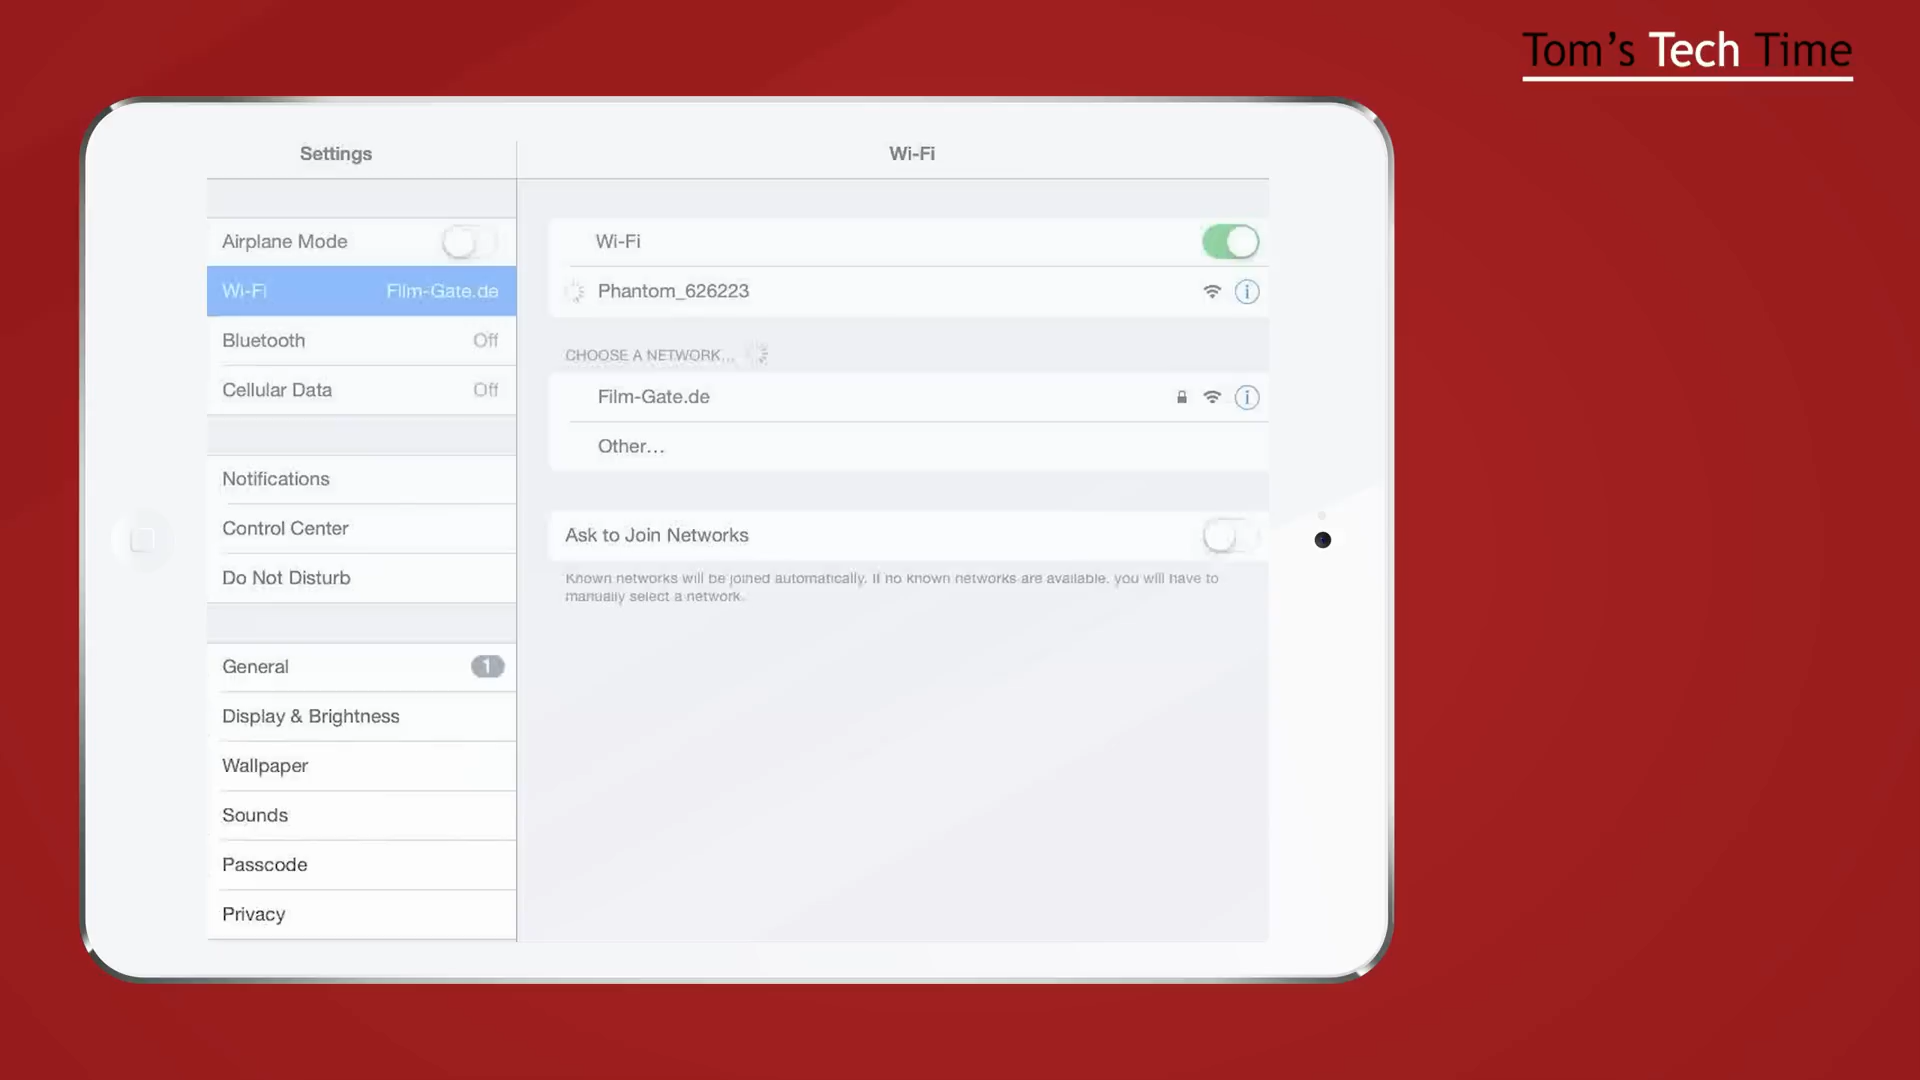 Tom's Tech Time
Settings
Wi-Fi
Airplane Mode
Wi-Fi Film-Gate.de
Bluetooth Off
Cellular Data Off
Notifications
Control Center
Do Not Disturb
General 1
Display & Brightness
Wallpaper
Sounds
Passcode
Privacy
Wi-Fi
Phantom_626223
CHOOSE A NETWORK...
Film-Gate.de
Other...
Ask to Join Networks
Known networks will be joined automatically. If no known networks are available, you will have to
manually select a network.